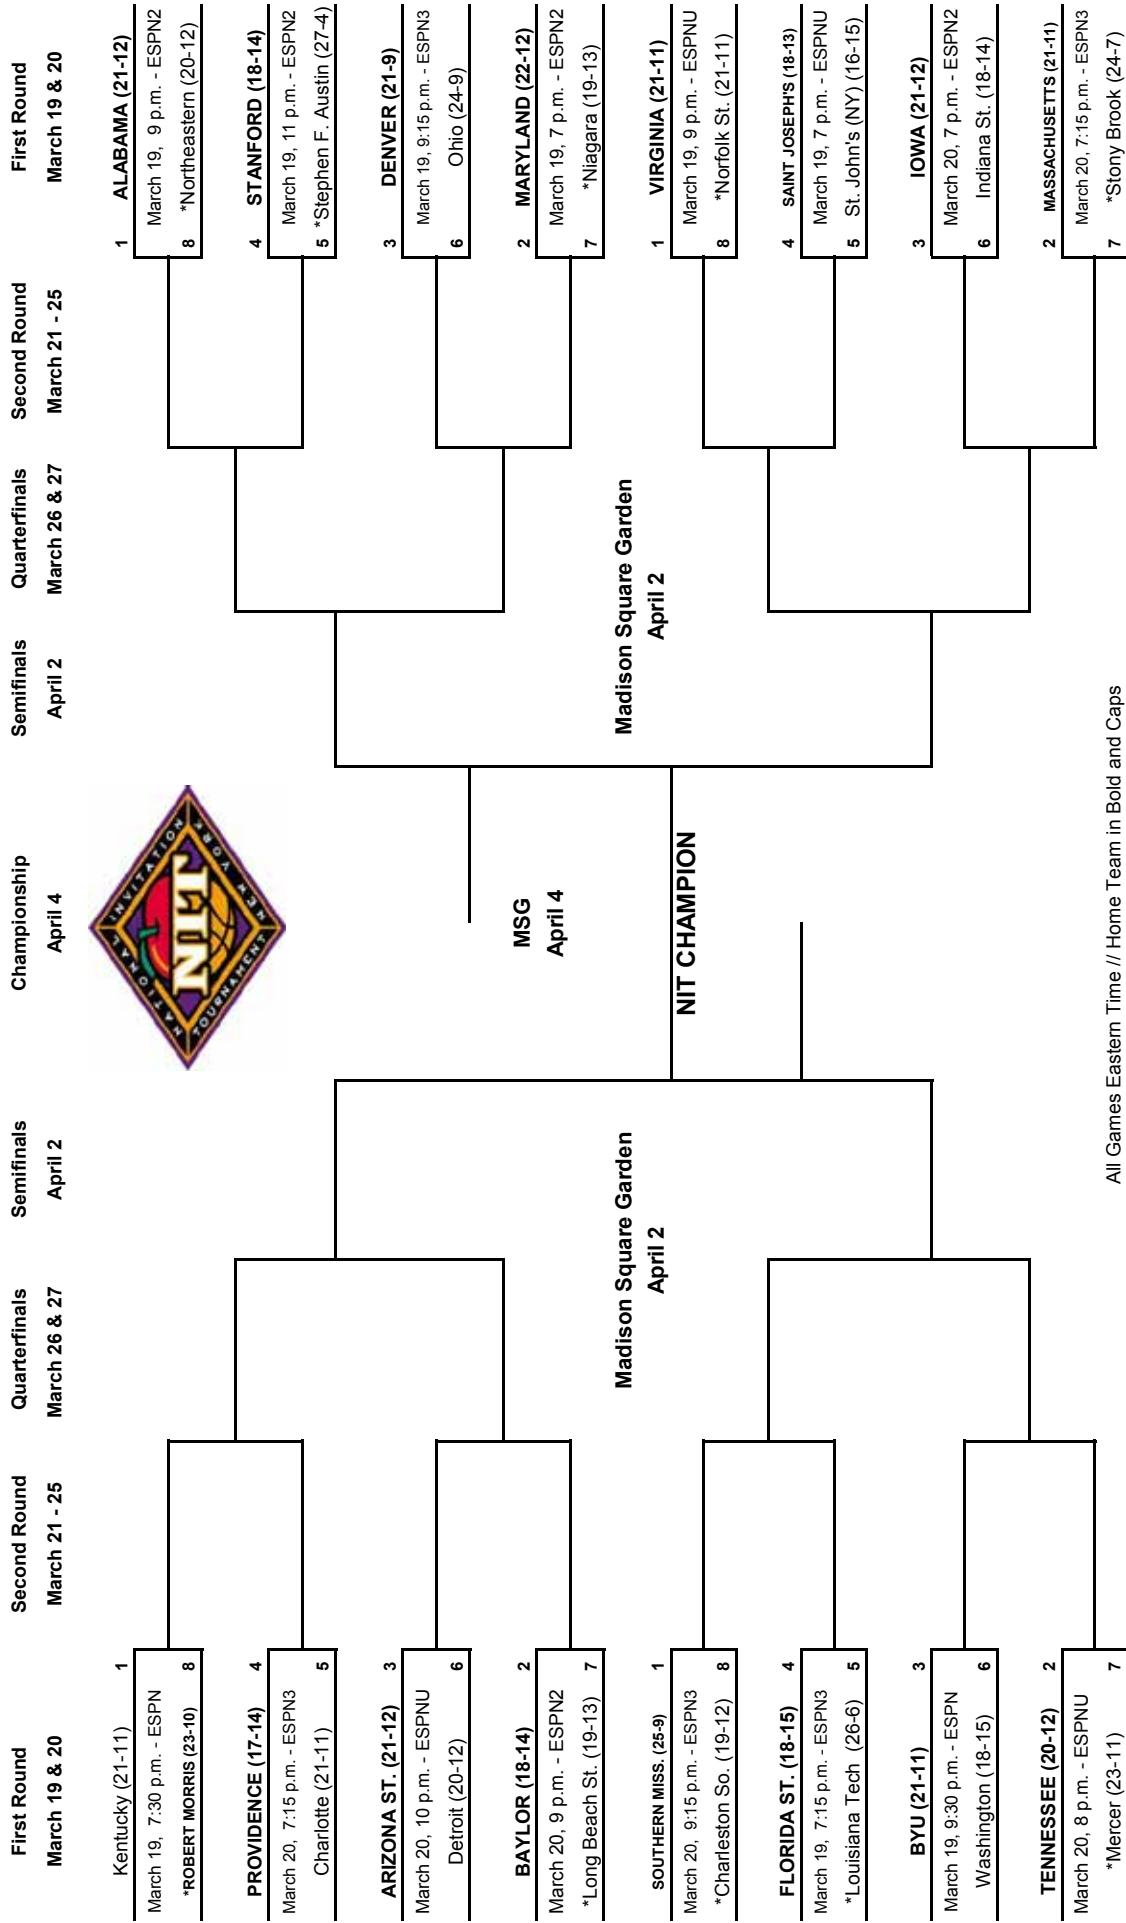 First Round
March 19 & 20
Second Round
March 21 - 25
Quarterfinals
March 26 & 27
Semifinals
April 2
Championship
April 4
Semifinals
April 2
Quarterfinals
March 26 & 27
Second Round
March 21 - 25
First Round
March 19 & 20
Kentucky (21-11) 1
March 19, 7:30 p.m. - ESPN
*ROBERT MORRIS (23-10) 8
PROVIDENCE (17-14) 4
March 20, 7:15 p.m. - ESPN3
Charlotte (21-11) 5
ARIZONA ST. (21-12) 3
March 20, 10 p.m. - ESPNU
Detroit (20-12) 6
BAYLOR (18-14) 2
March 20, 9 p.m. - ESPN2
*Long Beach St. (19-13) 7
SOUTHERN MISS. (25-9) 1
March 20, 9:15 p.m. - ESPN3
*Charleston So. (19-12) 8
FLORIDA ST. (18-15) 4
March 19, 7:15 p.m. - ESPN3
*Louisiana Tech (26-6) 5
BYU (21-11) 3
March 19, 9:30 p.m. - ESPN
Washington (18-15) 6
TENNESSEE (20-12) 2
March 20, 8 p.m. - ESPNU
*Mercer (23-11) 7
Madison Square Garden
April 2
NATIONAL INVITATION
NIT
TOURNAMENT NEW YORK
MSG
April 4
NIT CHAMPION
Madison Square Garden
April 2
1 ALABAMA (21-12)
March 19, 9 p.m. - ESPN2
8 *Northeastern (20-12)
4 STANFORD (18-14)
March 19, 11 p.m. - ESPN2
5 *Stephen F. Austin (27-4)
3 DENVER (21-9)
March 19, 9:15 p.m. - ESPN3
6 Ohio (24-9)
2 MARYLAND (22-12)
March 19, 7 p.m. - ESPN2
7 *Niagara (19-13)
1 VIRGINIA (21-11)
March 19, 9 p.m. - ESPNU
8 *Norfolk St. (21-11)
4 SAINT JOSEPH'S (18-13)
March 19, 7 p.m. - ESPNU
5 St. John's (NY) (16-15)
3 IOWA (21-12)
March 20, 7 p.m. - ESPN2
6 Indiana St. (18-14)
2 MASSACHUSETTS (21-11)
March 20, 7:15 p.m. - ESPN3
7 *Stony Brook (24-7)
All Games Eastern Time // Home Team in Bold and Caps